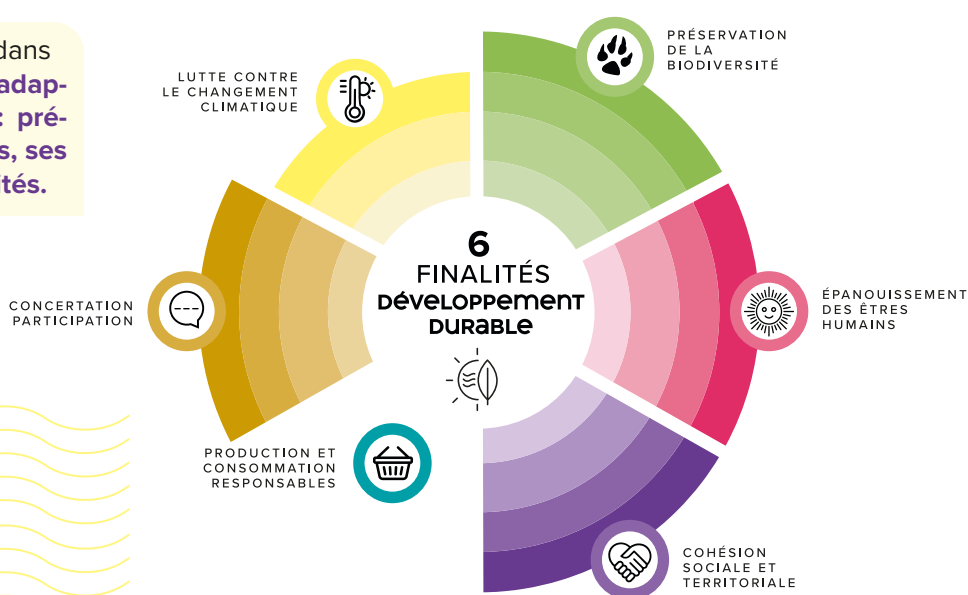 dans
adap-
: pré-
s, ses
ités.
LUTTE CONTRE
LE CHANGEMENT
CLIMATIQUE
PRÉSERVATION
DE LA
BIODIVERSITÉ
CONCERTATION
PARTICIPATION
6
FINALITÉS
DÉVELOPPEMENT
DURABLE
ÉPANOUISSEMENT
DES ÊTRES
HUMAINS
PRODUCTION ET
CONSOMMATION
RESPONSABLES
COHÉSION
SOCIALE ET
TERRITORIALE